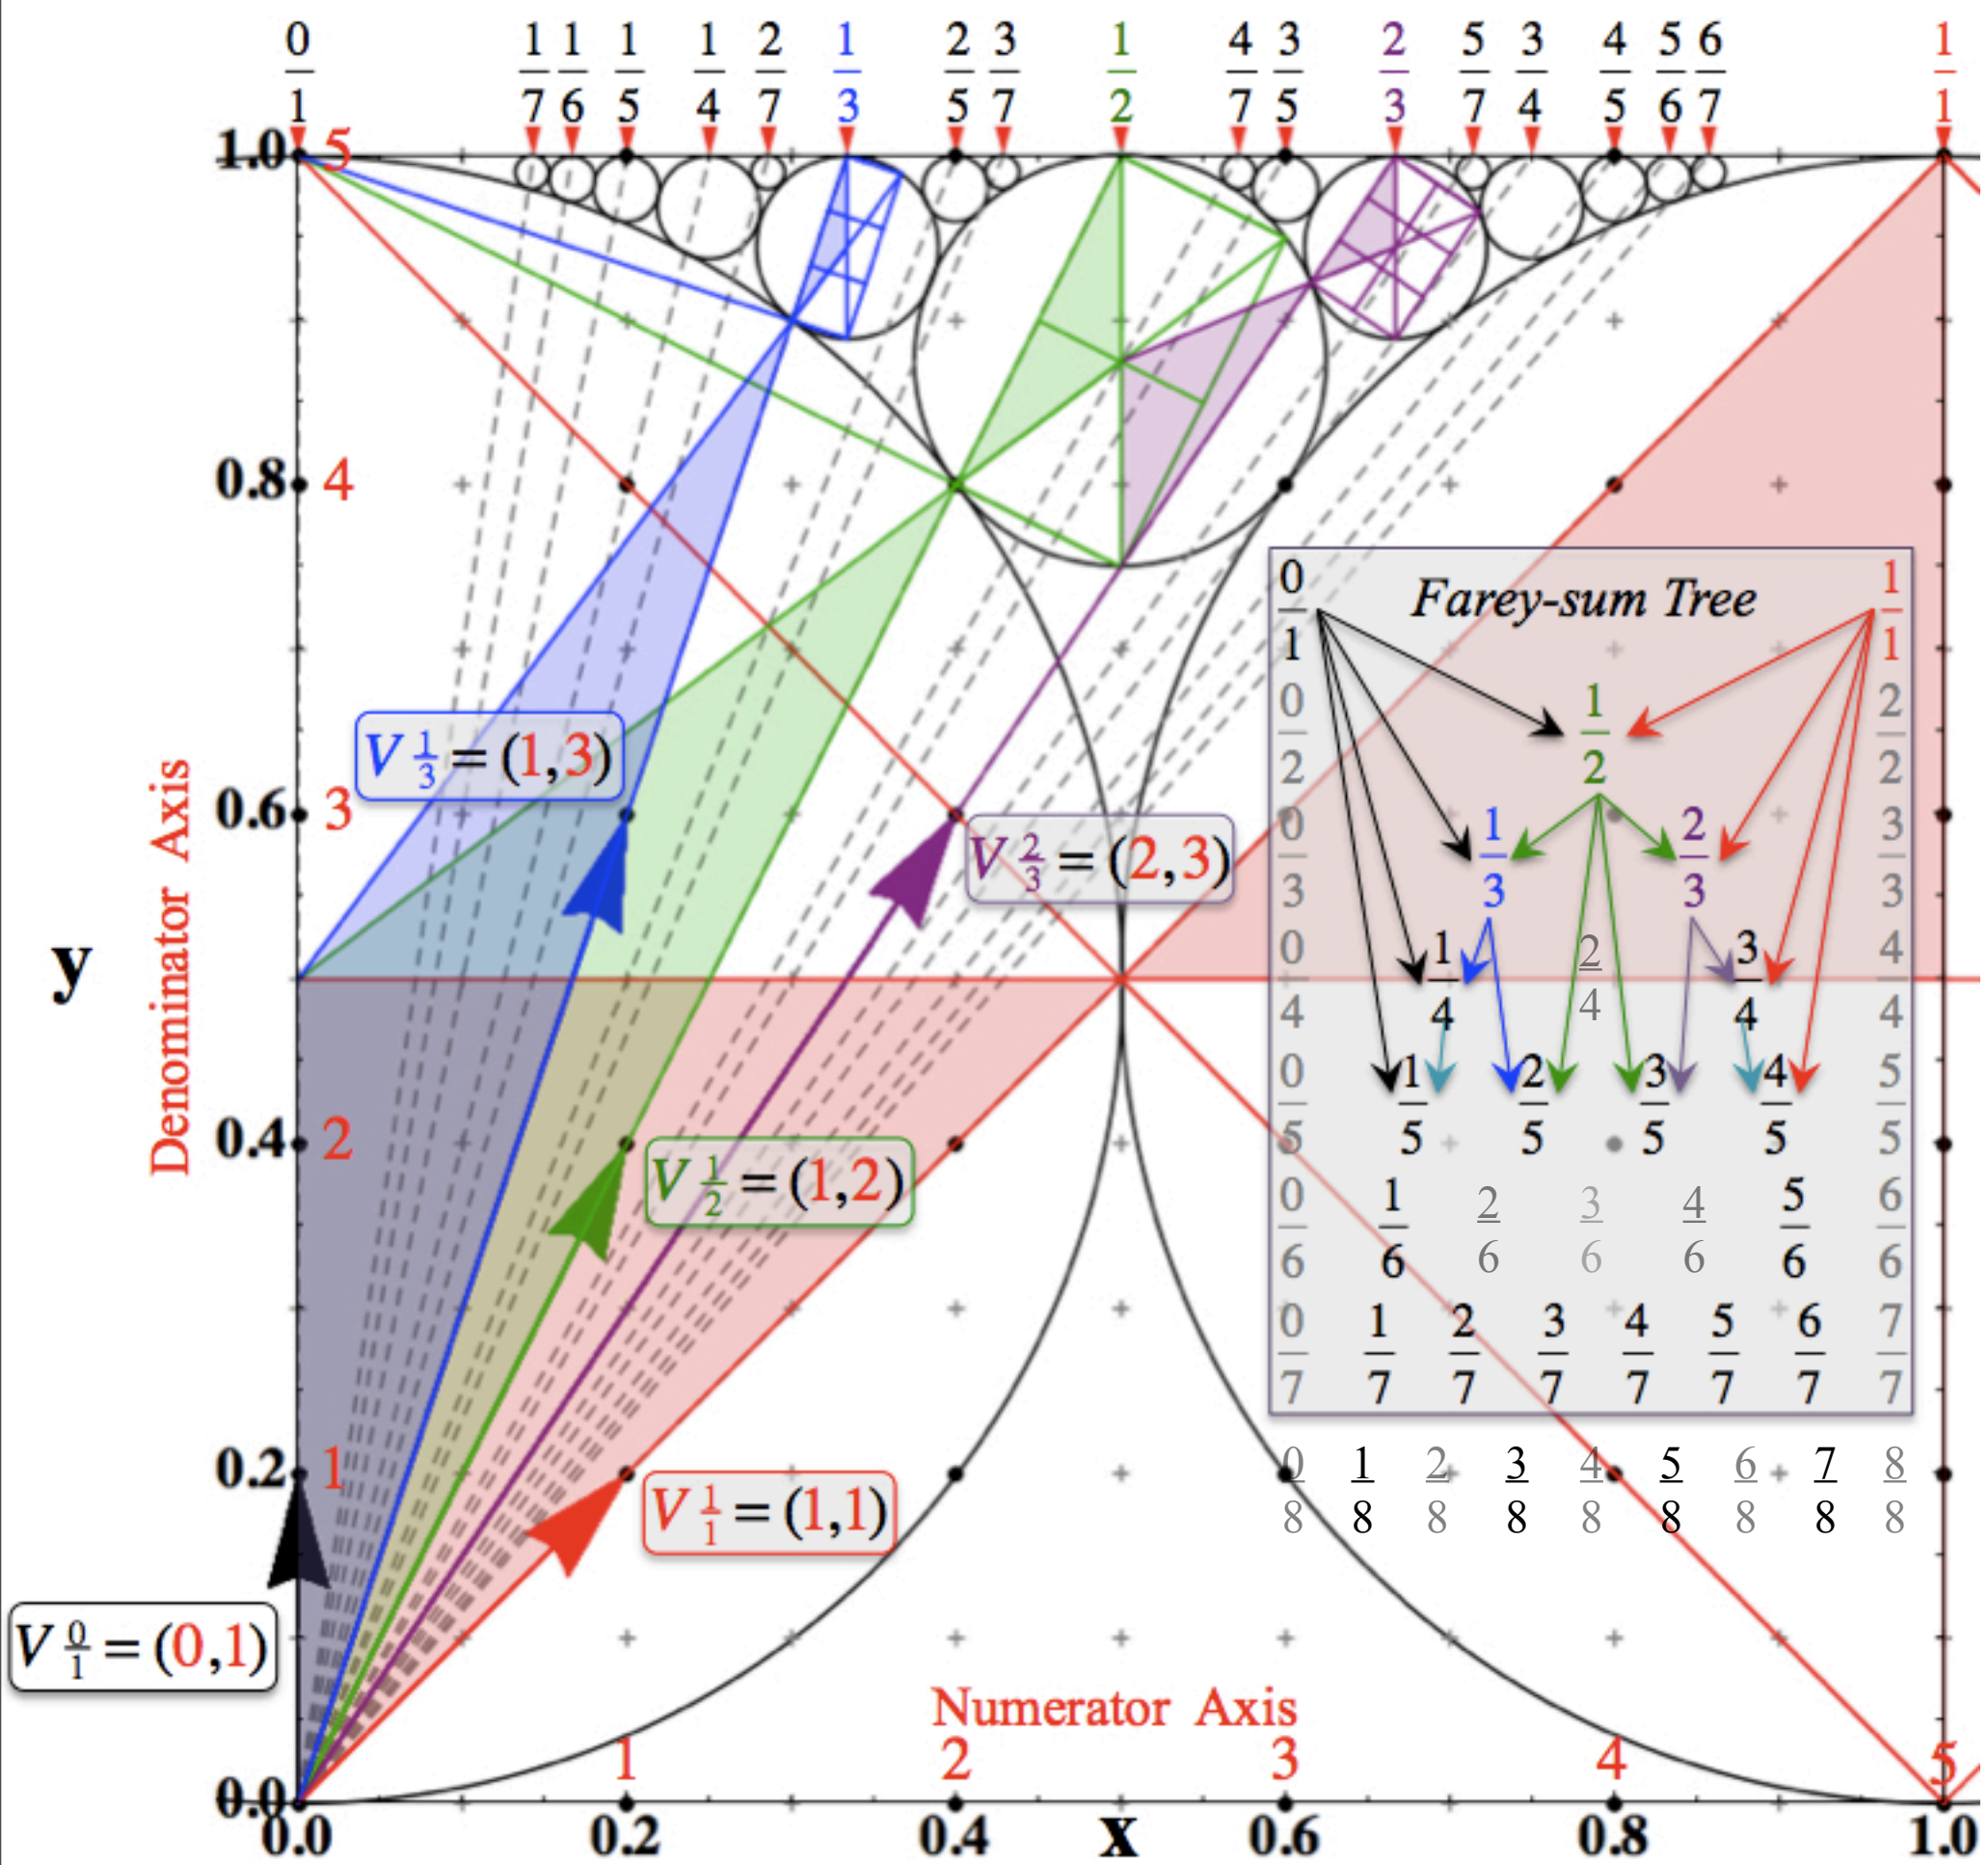 0/1 1/7 1/6 1/5 1/4 2/7 1/3 2/5 3/7 1/2 4/7 3/5 2/3 5/7 3/4 4/5 5/6 6/7 1/1
1.0 5
0.8 4
Farey-sum Tree
0/1 1/1
0/2 1/2 2/2
0/3 1/3 2/3 3/3
0/4 1/4 2/4 3/4 4/4
0/5 1/5 2/5 3/5 4/5 5/5
0/6 1/6 2/6 3/6 4/6 5/6 6/6
0/7 1/7 2/7 3/7 4/7 5/7 6/7 7/7
0/8 1/8 2/8 3/8 4/8 5/8 6/8 7/8 8/8
V 1/3 = (1,3)
0.6 3
V 2/3 = (2,3)
y
Denominator Axis
0.4 2
V 1/2 = (1,2)
0.2 1
V 1/1 = (1,1)
V 0/1 = (0,1)
Numerator Axis
1 2 3 4 5
0.0
0.0 0.2 0.4 x 0.6 0.8 1.0